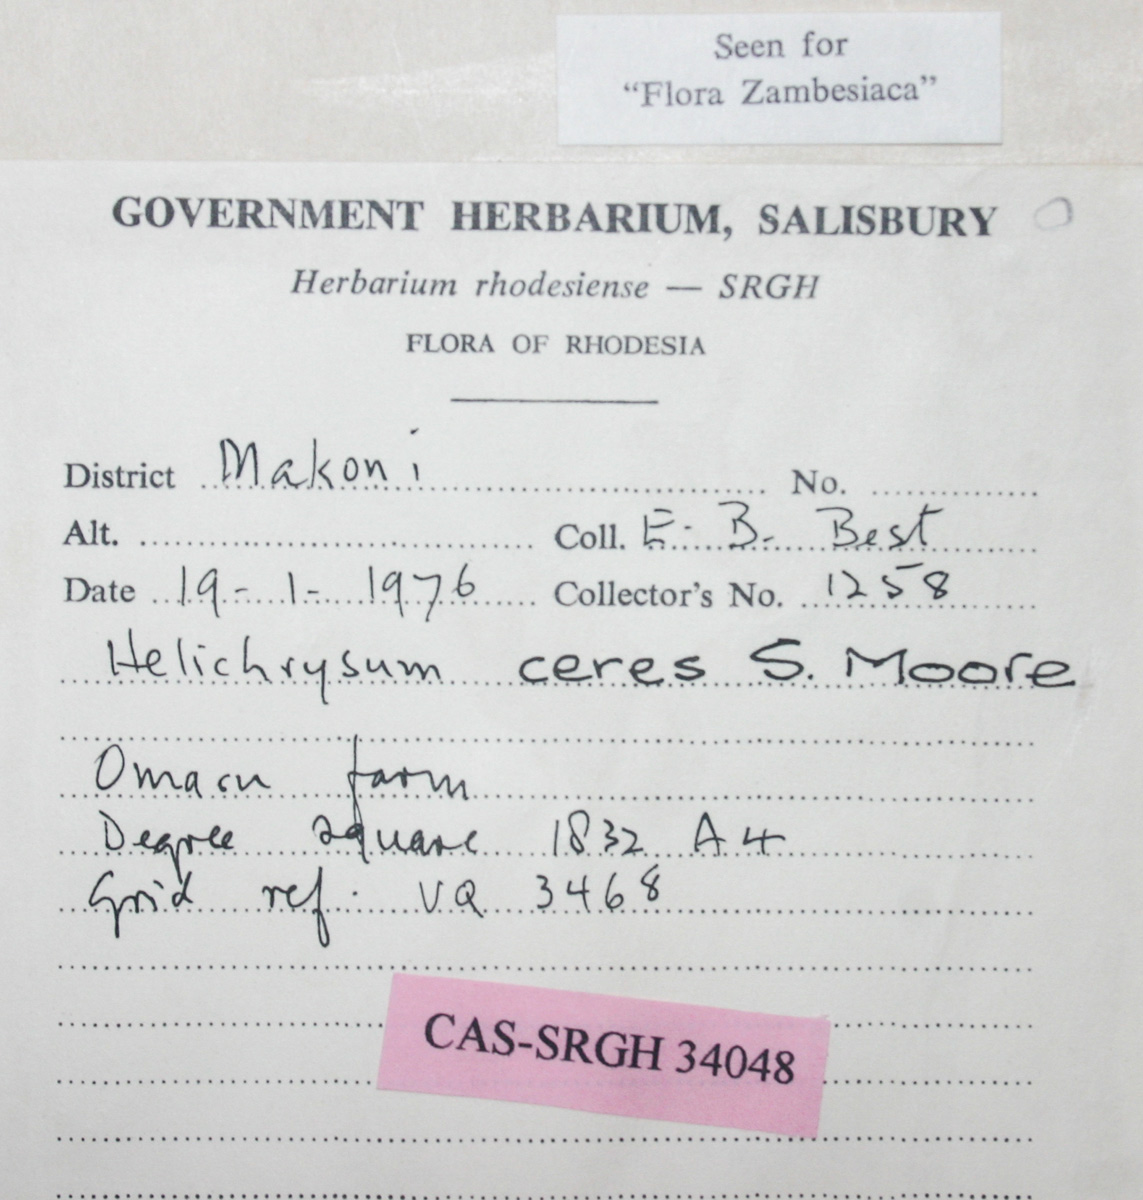 Seen for
"Flora Zambesiaca"
GOVERNMENT HERBARIUM, SALISBURY
Herbarium rhodesiense — SRGH
FLORA OF RHODESIA
District Makoni No.
Alt. Coll. E. B. Best
Date 19-1-1976 Collector's No. 1258
Helichrysum ceres S. Moore
farm
Degree square 1832 A4
Grid ref. VQ 3468
CAS-SRGH 34048